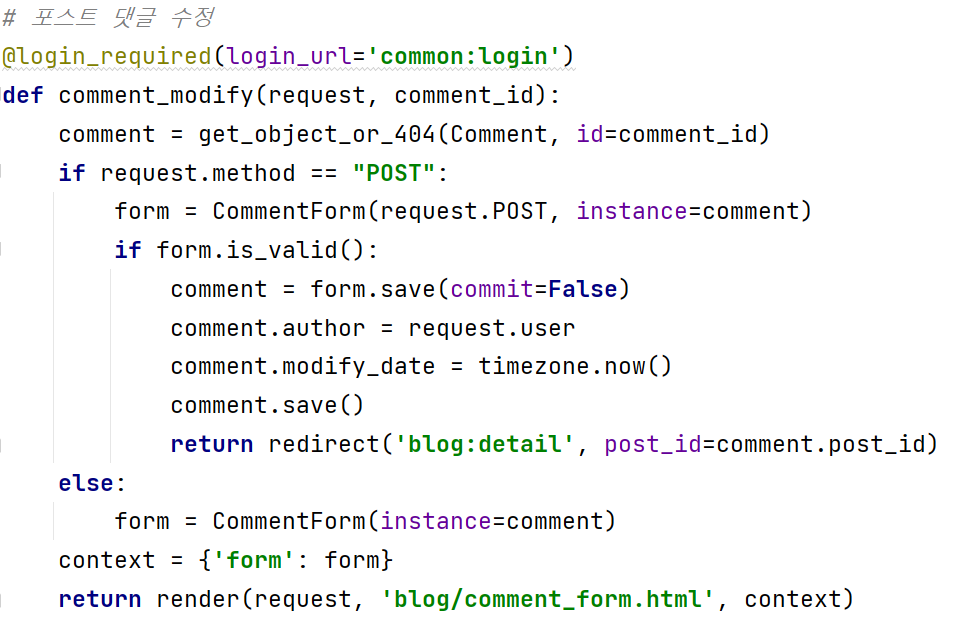 # 포스트 댓글 수정
@login_required(login_url='common:login')
def comment_modify(request, comment_id):
    comment = get_object_or_404(Comment, id=comment_id)
    if request.method == "POST":
        form = CommentForm(request.POST, instance=comment)
        if form.is_valid():
            comment = form.save(commit=False)
            comment.author = request.user
            comment.modify_date = timezone.now()
            comment.save()
            return redirect('blog:detail', post_id=comment.post_id)
    else:
        form = CommentForm(instance=comment)
    context = {'form': form}
    return render(request, 'blog/comment_form.html', context)